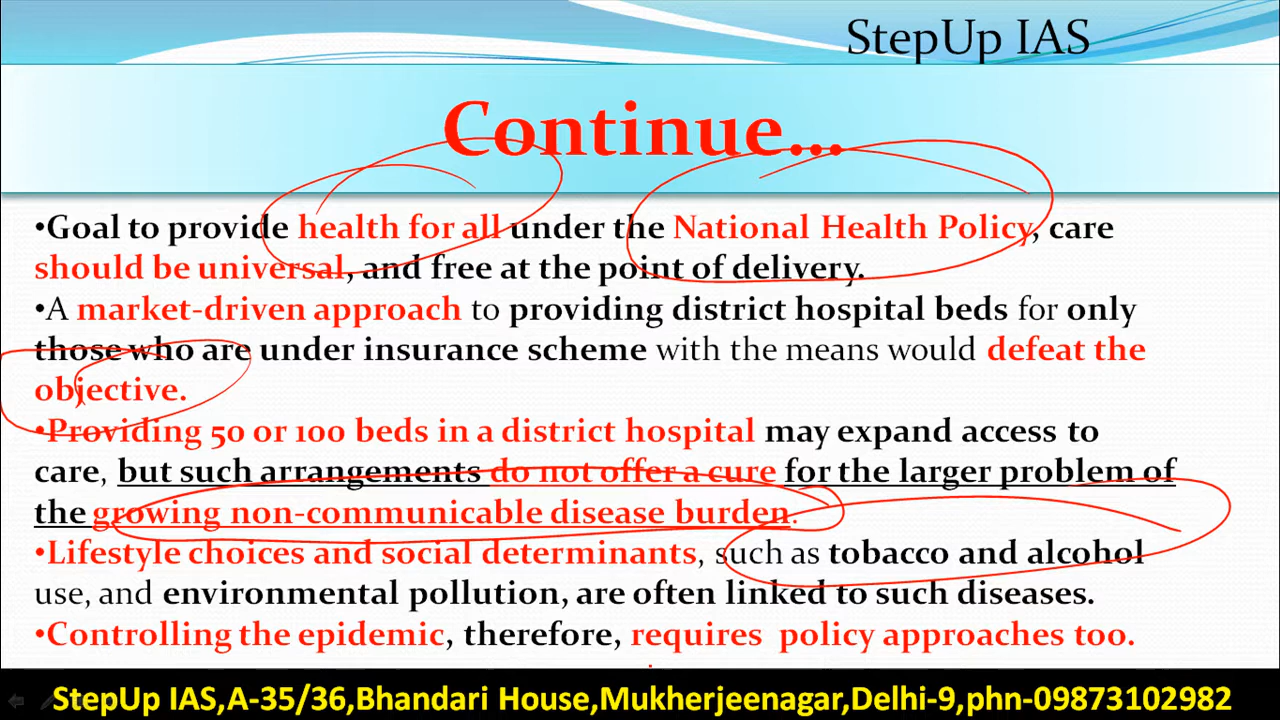 StepUp IAS
Continue...
•Goal to provide health for all under the National Health Policy, care
should be universal, and free at the point of delivery.
•A market-driven approach to providing district hospital beds for only
those who are under insurance scheme with the means would defeat the
objective.
•Providing 50 or 100 beds in a district hospital may expand access to
care, but such arrangements do not offer a cure for the larger problem of
the growing non-communicable disease burden.
•Lifestyle choices and social determinants, such as tobacco and alcohol
use, and environmental pollution, are often linked to such diseases.
•Controlling the epidemic, therefore, requires policy approaches too.
StepUp IAS,A-35/36,Bhandari House,Mukherjeenagar,Delhi-9,phn-09873102982